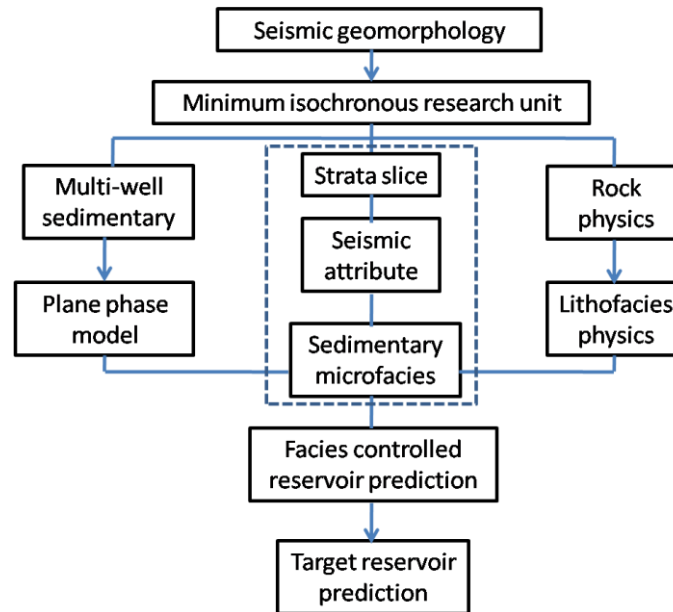 Seismic geomorphology
Minimum isochronous research unit
Multi-well
sedimentary
Strata slice
Rock
physics
Seismic
attribute
Plane phase
model
Lithofacies
physics
Sedimentary
microfacies
Facies controlled
reservoir prediction
Target reservoir
prediction